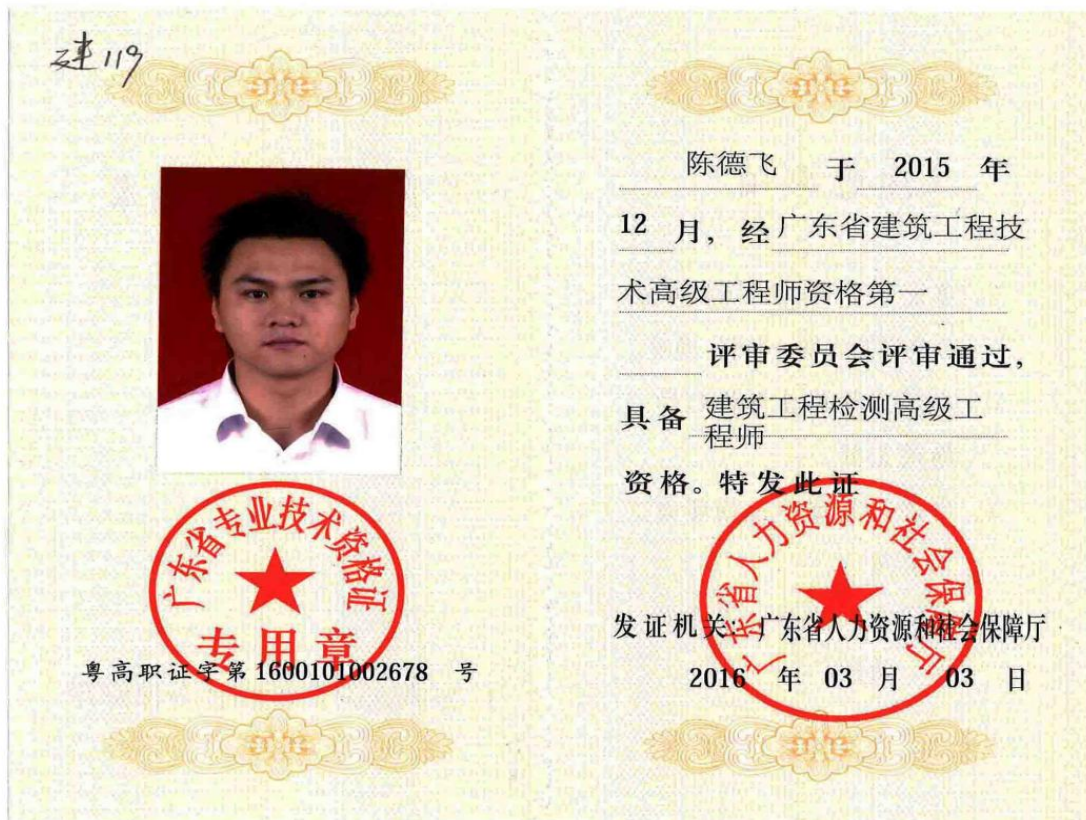 建119
广东省专业技术资格证
专用章
粤高职证字第1600101002678 号
陈德飞 于 2015 年
12 月，经广东省建筑工程技
术高级工程师资格第一
评审委员会评审通过，
具备 建筑工程检测高级工
程师
资格。特发此证
广东省人力资源和社会保障厅
发证机关：广东省人力资源和社会保障厅
2016 年 03 月 03 日